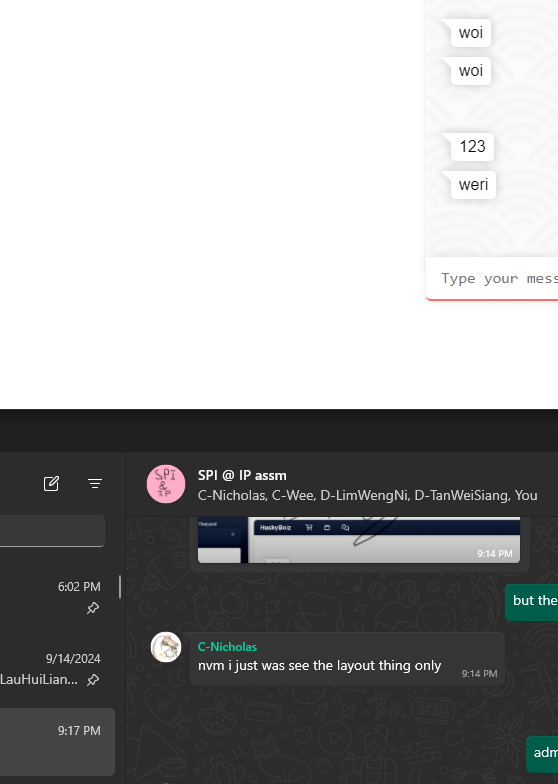 woi
woi
123
weri
Type your mess
SPI
&
IP
SPI @ IP assm
C-Nicholas, C-Wee, D-LimWengNi, D-TanWeiSiang, You
HuskyBoiz
9:14 PM
6:02 PM
but the
C-Nicholas
nvm i just was see the layout thing only
9:14 PM
9/14/2024
LauHuiLian...
9:17 PM
adm